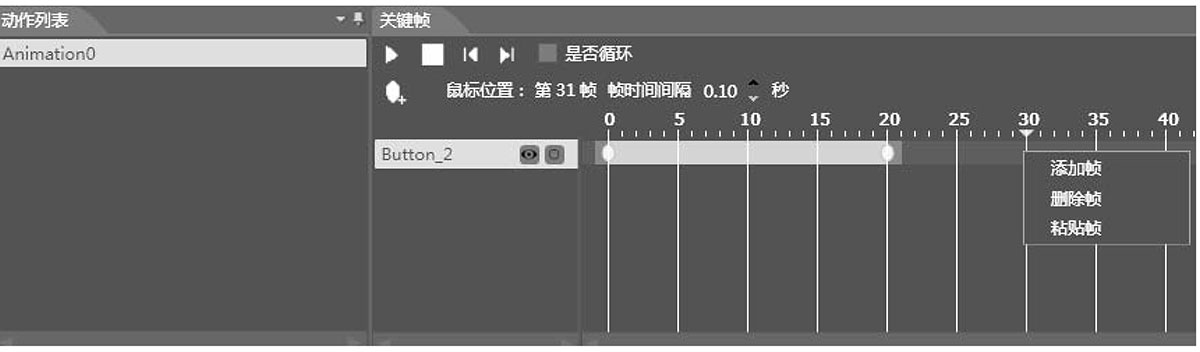 动作列表
关键帧
Animation0
是否循环
鼠标位置：第 31 帧 帧时间间隔 0.10 秒
0 5 10 15 20 25 30 35 40
Button_2
添加帧
删除帧
粘贴帧